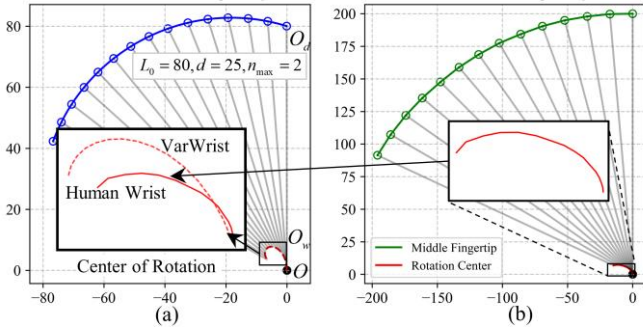 80
60
40
20
0
−80
−60
−40
−20
0
(a)
O_d
L_0 = 80, d = 25, n_max = 2
VarWrist
Human Wrist
Center of Rotation
O_w
O
200
175
150
125
100
75
50
25
0
−200
−150
−100
−50
0
(b)
Middle Fingertip
Rotation Center